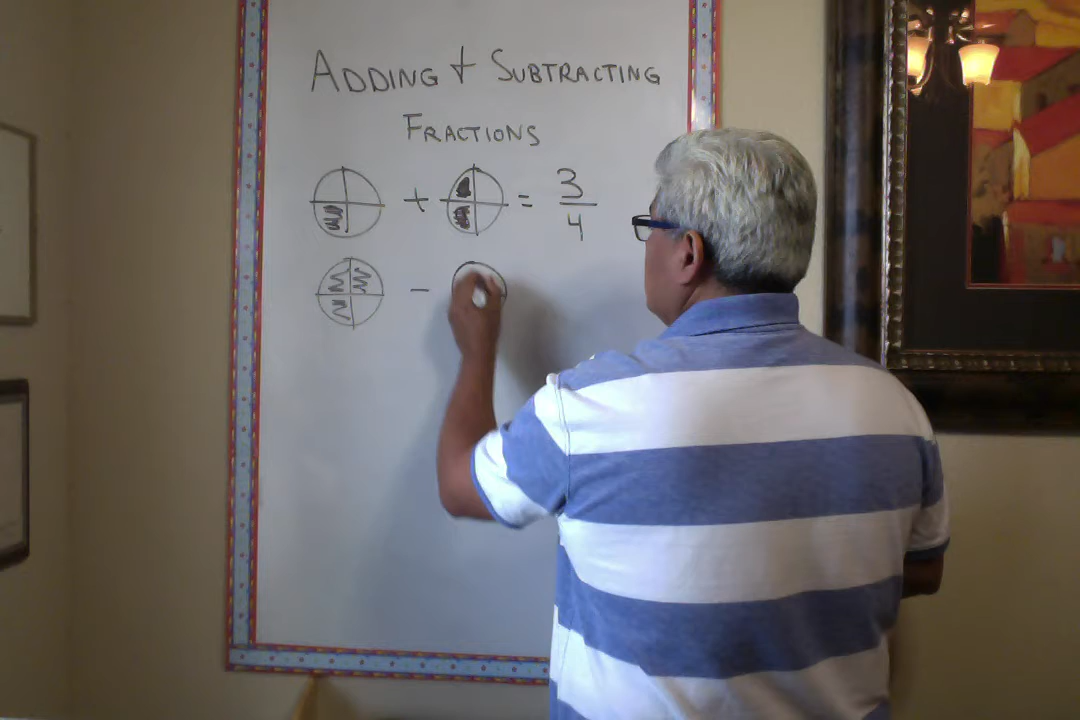 ADDING + SUBTRACTING
FRACTIONS
+ = 3/4
-